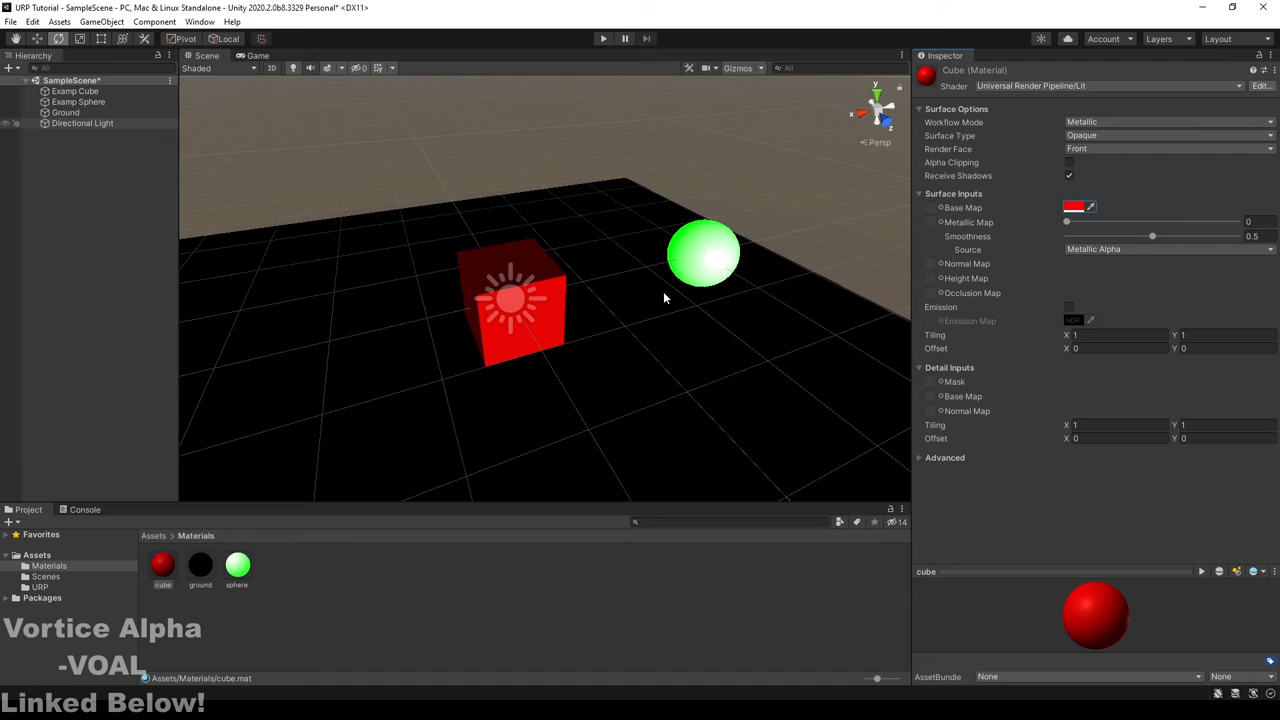 URP Tutorial - SampleScene - PC, Mac & Linux Standalone - Unity 2020.2.0b8.3329 Personal* <DX11>
File Edit Assets GameObject Component Window Help
Pivot Local Account Layers Layout
Hierarchy Scene Game Inspector
All Shaded 2D 0 Gizmos All
Cube (Material)
Shader Universal Render Pipeline/Lit Edit...
SampleScene*
Examp Cube
Examp Sphere
Ground
Directional Light
y
x
z
Persp
Surface Options
Workflow Mode Metallic
Surface Type Opaque
Render Face Front
Alpha Clipping
Receive Shadows
Surface Inputs
Base Map
Metallic Map 0
Smoothness 0.5
Source Metallic Alpha
Normal Map
Height Map
Occlusion Map
Emission
Emission Map HDR
Tiling X 1 Y 1
Offset X 0 Y 0
Detail Inputs
Mask
Base Map
Normal Map
Tiling X 1 Y 1
Offset X 0 Y 0
Advanced
Project Console
14
Favorites
Assets
Materials
Scenes
URP
Packages
Assets Materials
cube ground sphere
Assets/Materials/cube.mat
cube
AssetBundle None None
Vortice Alpha
-VOAL
Linked Below!